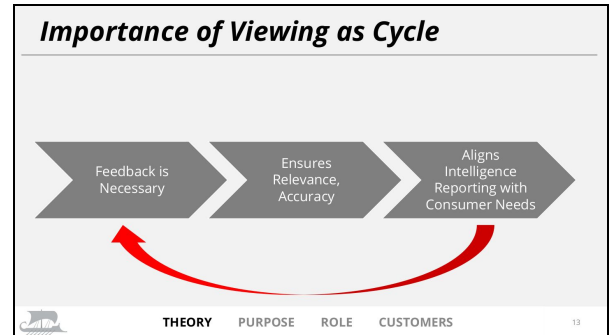 Importance of Viewing as Cycle
Feedback is
Necessary
Ensures
Relevance,
Accuracy
Aligns
Intelligence
Reporting with
Consumer Needs
THEORY PURPOSE ROLE CUSTOMERS 13